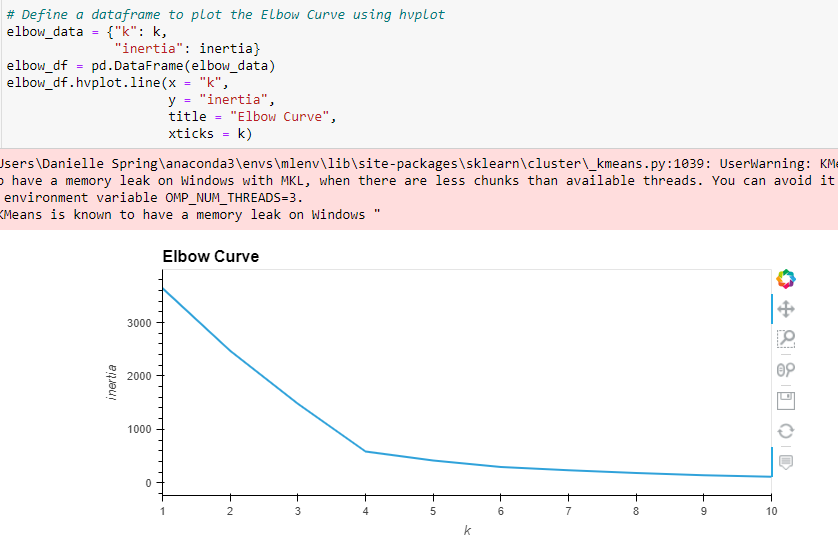 # Define a dataframe to plot the Elbow Curve using hvplot
elbow_data = {"k": k,
"inertia": inertia}
elbow_df = pd.DataFrame(elbow_data)
elbow_df.hvplot.line(x = "k",
y = "inertia",
title = "Elbow Curve",
xticks = k)
Users\Danielle Spring\anaconda3\envs\mlenv\lib\site-packages\sklearn\cluster\_kmeans.py:1039: UserWarning: KMe
o have a memory leak on Windows with MKL, when there are less chunks than available threads. You can avoid it
environment variable OMP_NUM_THREADS=3.
KMeans is known to have a memory leak on Windows "
Elbow Curve
3000
2000
1000
0
inertia
1 2 3 4 5 6 7 8 9 10
k